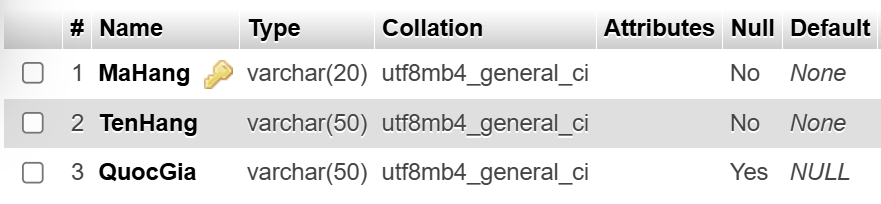 # Name Type Collation Attributes Null Default
1 MaHang varchar(20) utf8mb4_general_ci No None
2 TenHang varchar(50) utf8mb4_general_ci No None
3 QuocGia varchar(50) utf8mb4_general_ci Yes NULL